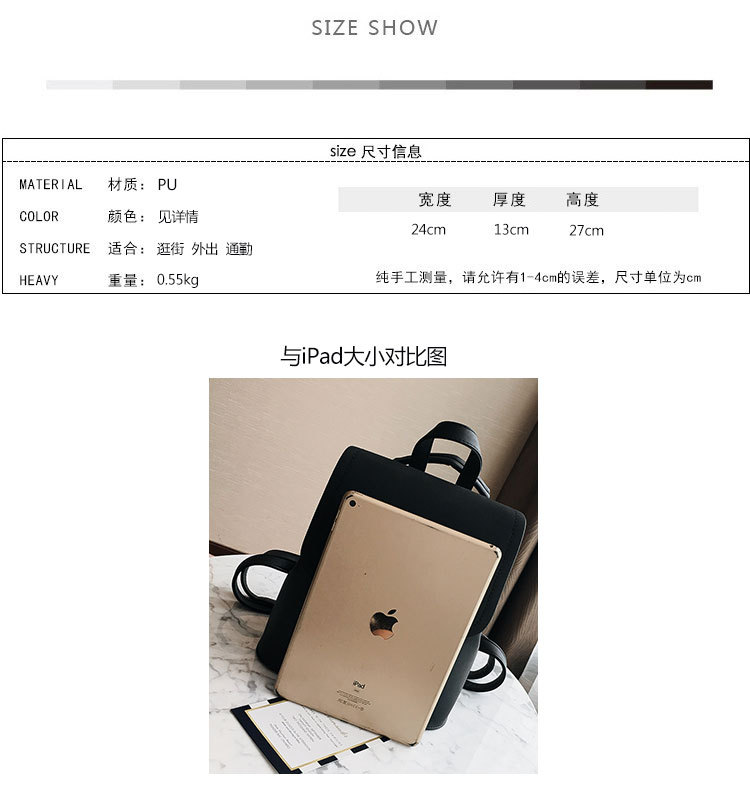 SIZE SHOW
size 尺寸信息
MATERIAL 材质： PU
COLOR 颜色： 见详情
STRUCTURE 适合： 逛街 外出 通勤
HEAVY 重量： 0.55kg
宽度 厚度 高度
24cm 13cm 27cm
纯手工测量，请允许有1-4cm的误差，尺寸单位为cm
与iPad大小对比图
iPad